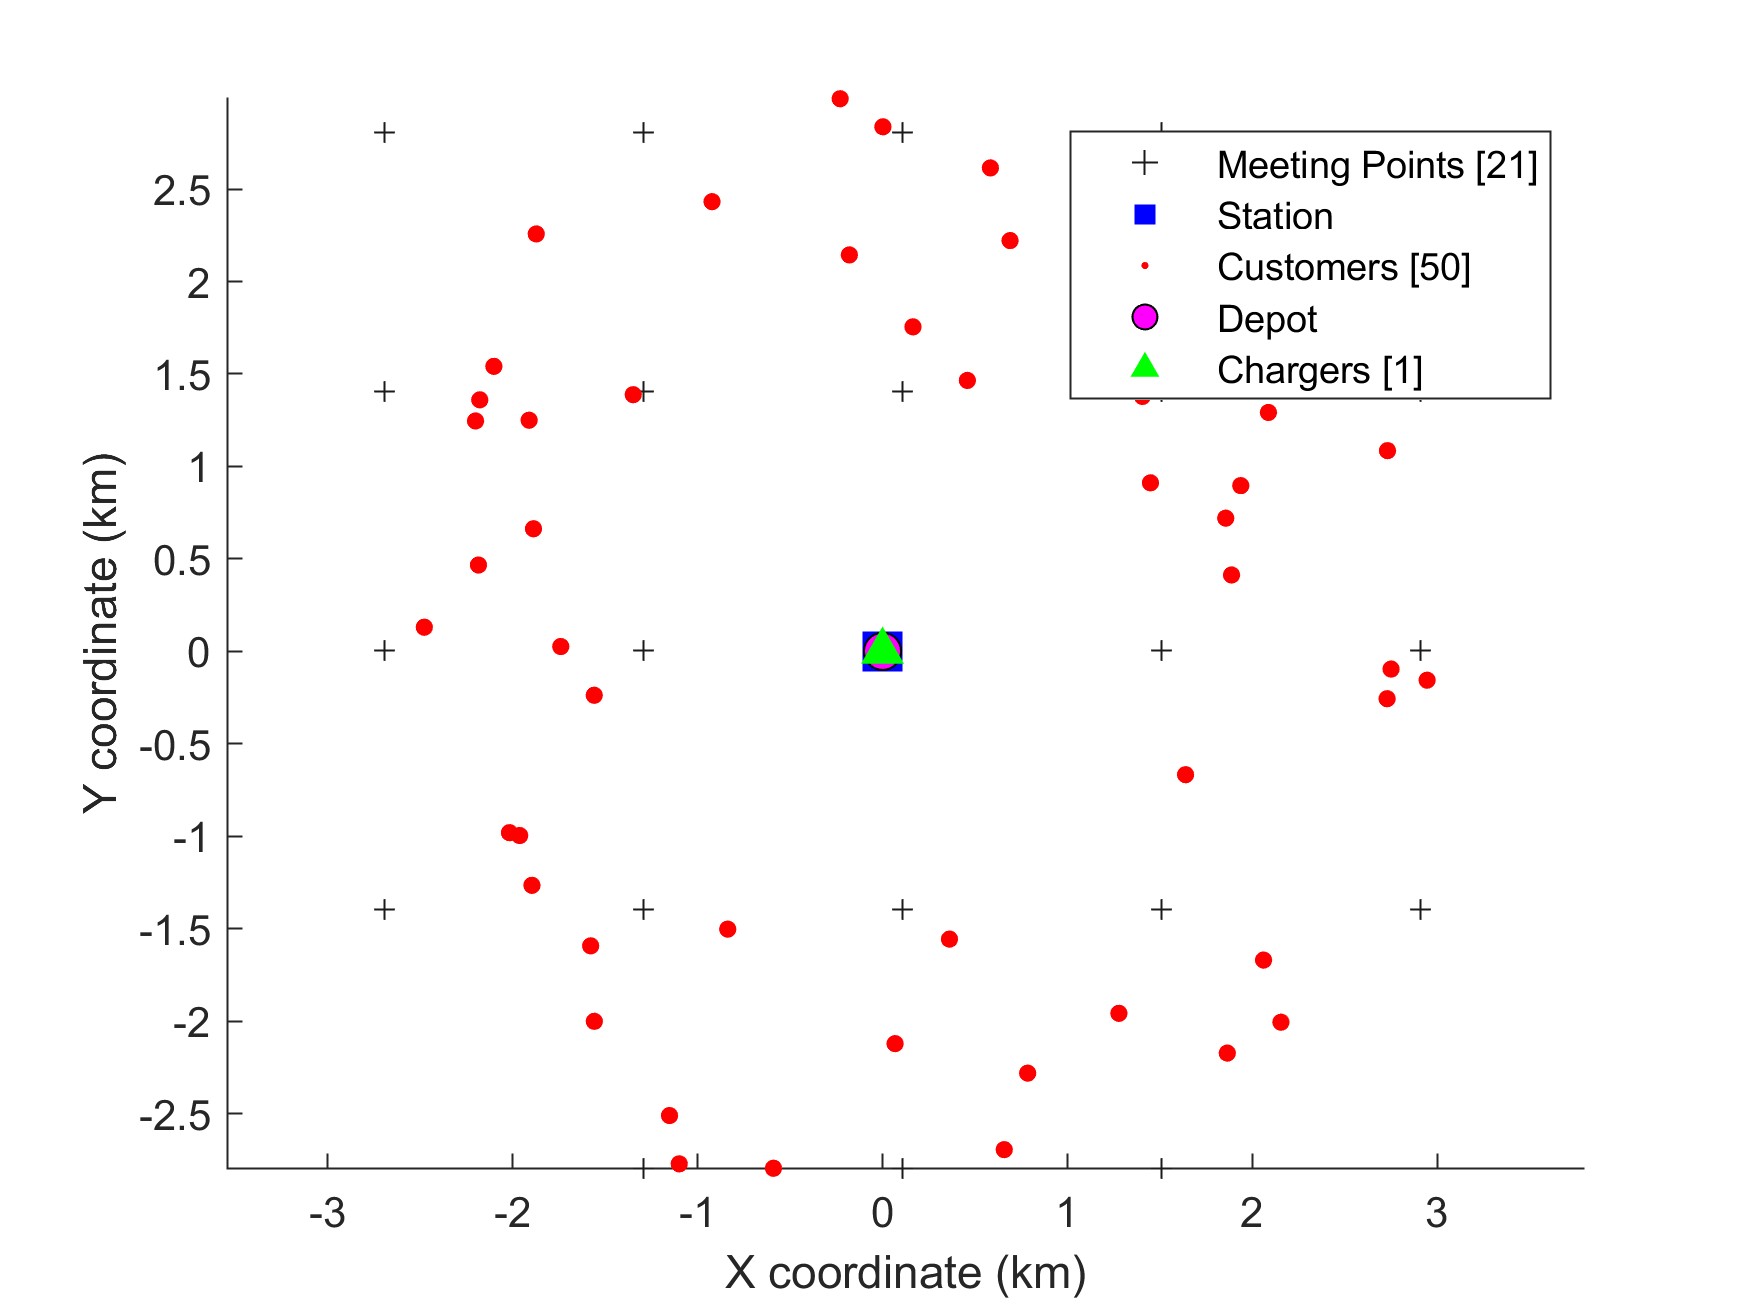 Meeting Points [21]
Station
Customers [50]
Depot
Chargers [1]
Y coordinate (km)
2.5
2
1.5
1
0.5
0
-0.5
-1
-1.5
-2
-2.5
-3 -2 -1 0 1 2 3
X coordinate (km)